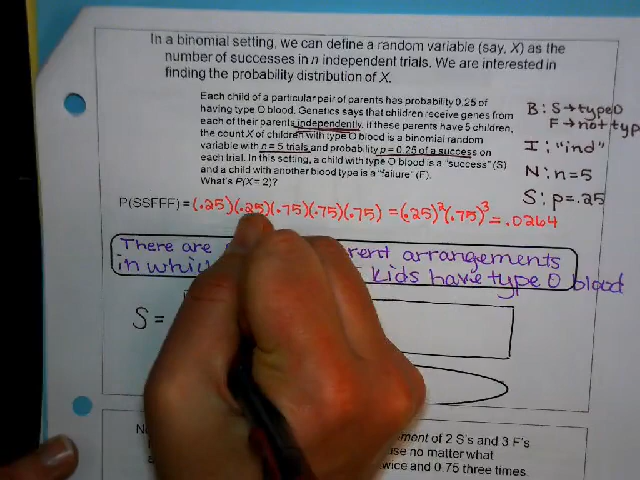 In a binomial setting, we can define a random variable (say, X) as the
number of successes in n independent trials. We are interested in
finding the probability distribution of X.
Each child of a particular pair of parents has probability 0.25 of
having type O blood. Genetics says that children receive genes from
each of their parents independently. If these parents have 5 children,
the count X of children with type O blood is a binomial random
variable with n = 5 trials and probability p = 0.25 of a success on
each trial. In this setting, a child with type O blood is a "success" (S)
and a child with another blood type is a "failure" (F).
What's P(X = 2)?
B: S→type O
F→not typ
I: "ind"
N: n=5
S: p=.25
P(SSFFF) = (.25)(.25)(.75)(.75)(.75) = (.25)²(.75)³ = .0264
There are rent arrangements
in which kids have type O blood
S =
ment of 2 S's and 3 F's
se no matter what
wice and 0.75 three times.